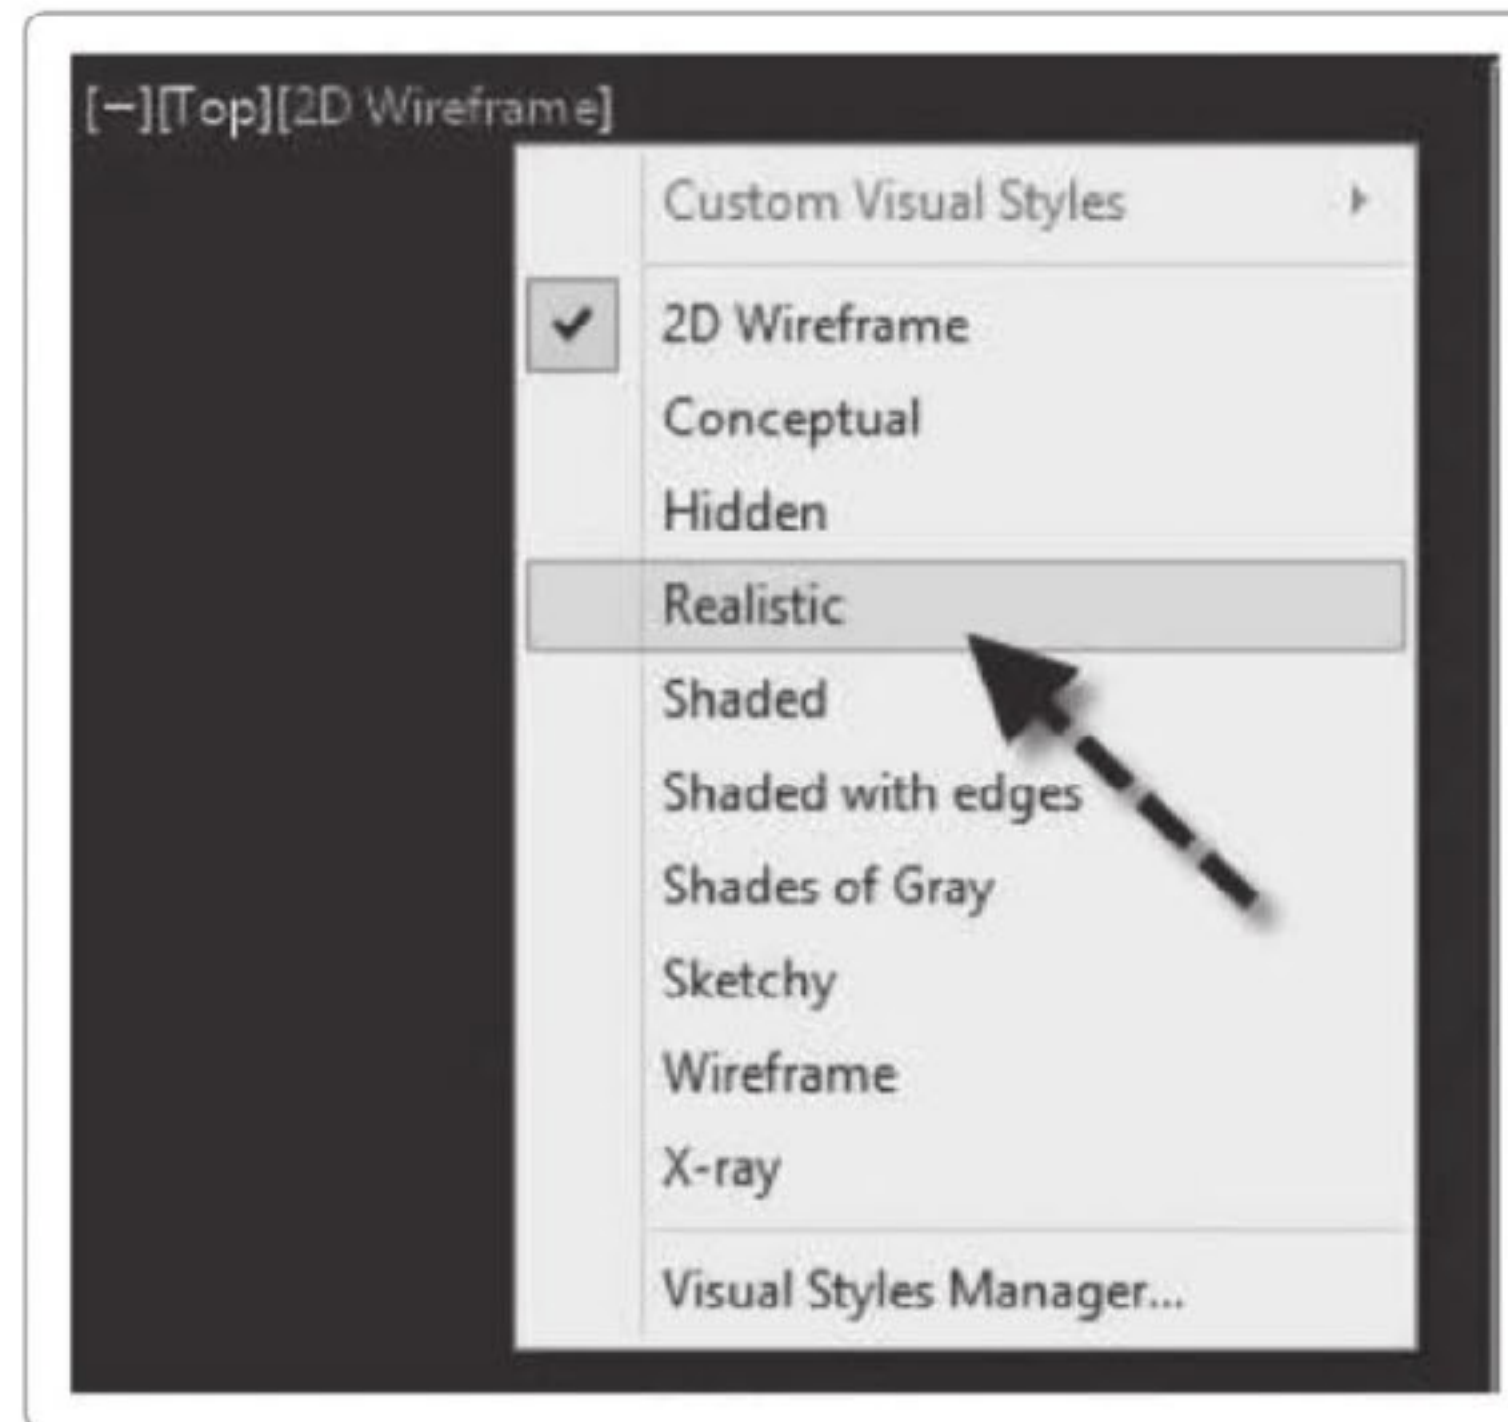 [−][Top][2D Wireframe]
Custom Visual Styles
2D Wireframe
Conceptual
Hidden
Realistic
Shaded
Shaded with edges
Shades of Gray
Sketchy
Wireframe
X-ray
Visual Styles Manager...